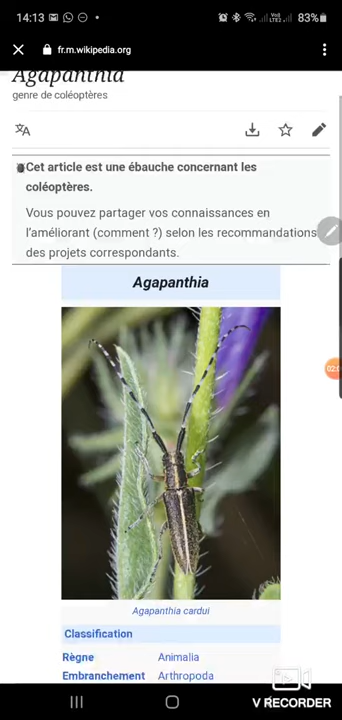 14:13
83%
fr.m.wikipedia.org
Agapanthia
genre de coléoptères
Cet article est une ébauche concernant les
coléoptères.
Vous pouvez partager vos connaissances en
l'améliorant (comment ?) selon les recommandations
des projets correspondants.
Agapanthia
Agapanthia cardui
Classification
Règne Animalia
Embranchement Arthropoda
V RECORDER